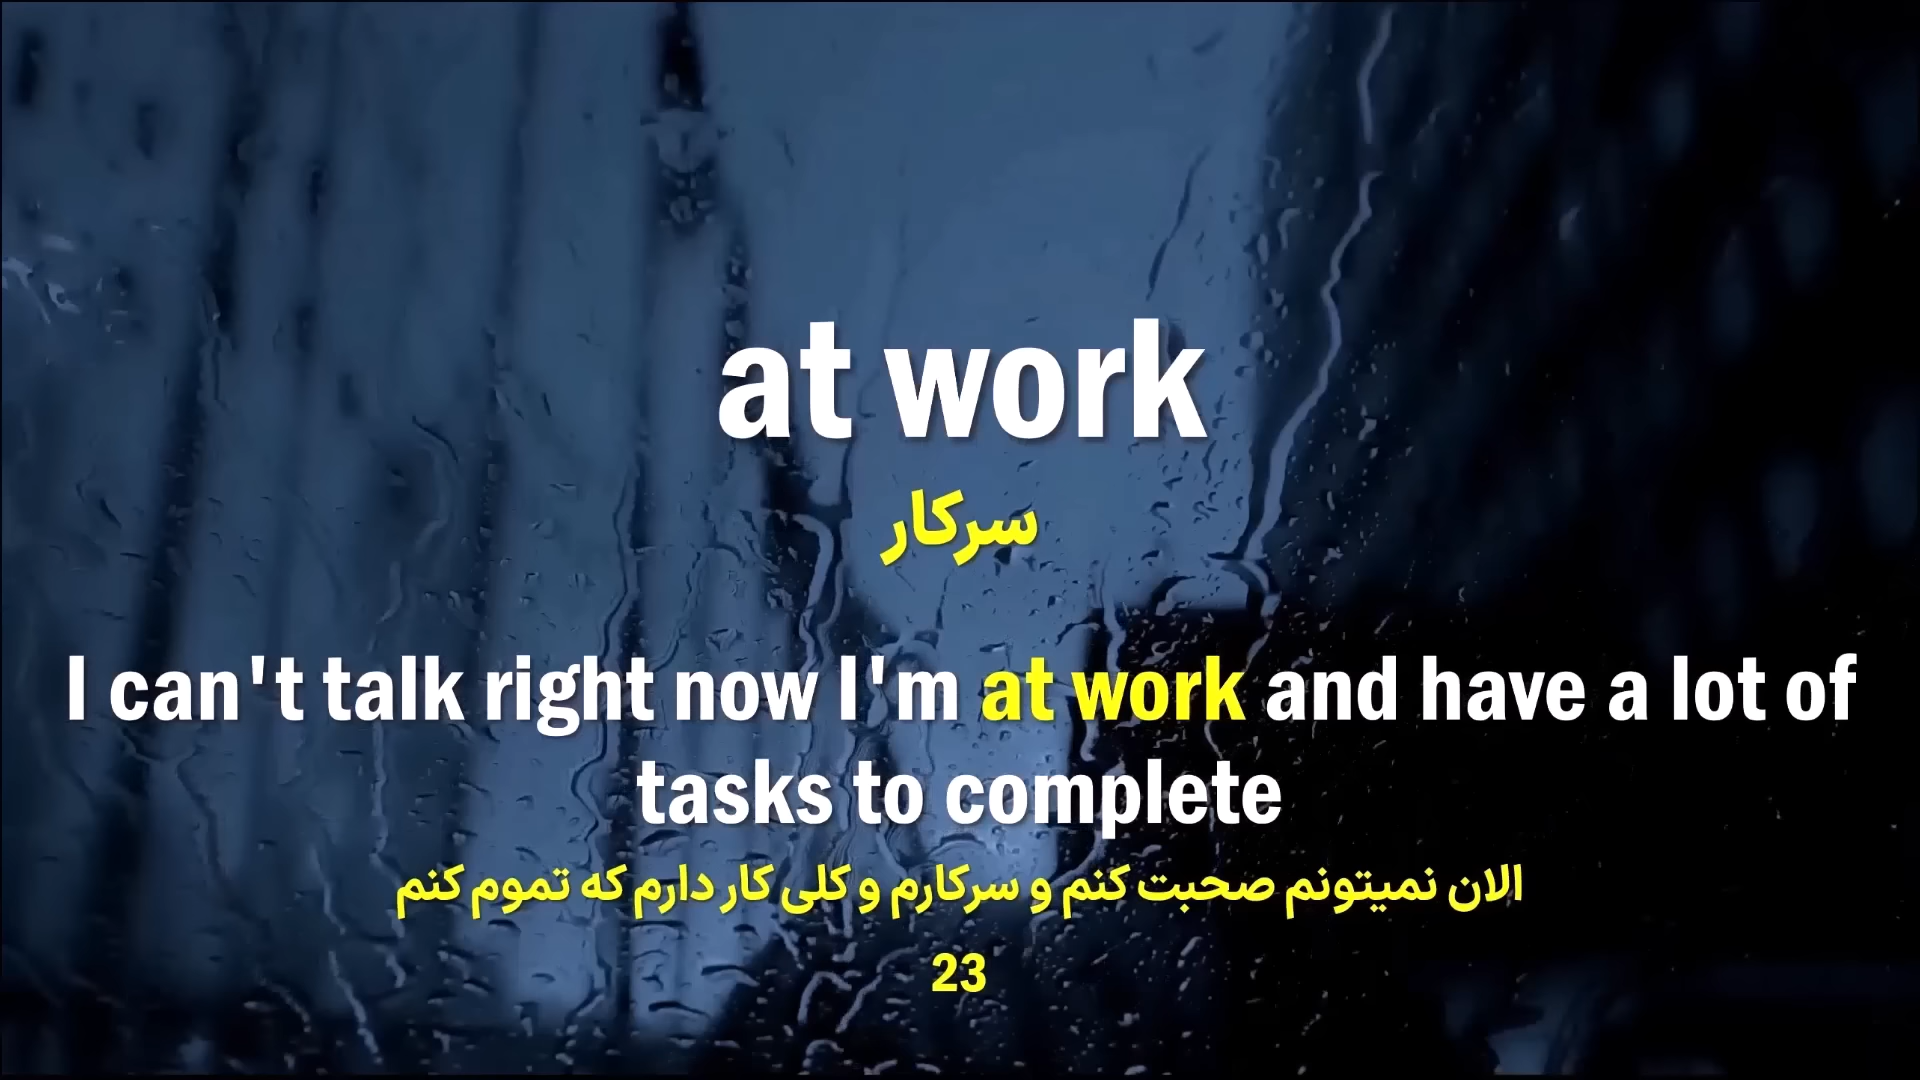 at work
سرکار
I can't talk right now I'm at work and have a lot of
tasks to complete
الان نمیتونم صحبت کنم و سرکارم و کلی کار دارم که تموم کنم
23